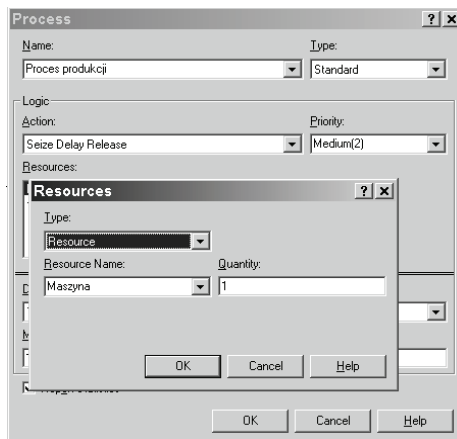 Process
Name:
Type:
Proces produkcji
Standard
Logic
Action:
Priority:
Seize Delay Release
Medium(2)
Resources:
Resources
Type:
Resource
Resource Name:
Quantity:
Maszyna
1
OK
Cancel
Help
OK
Cancel
Help